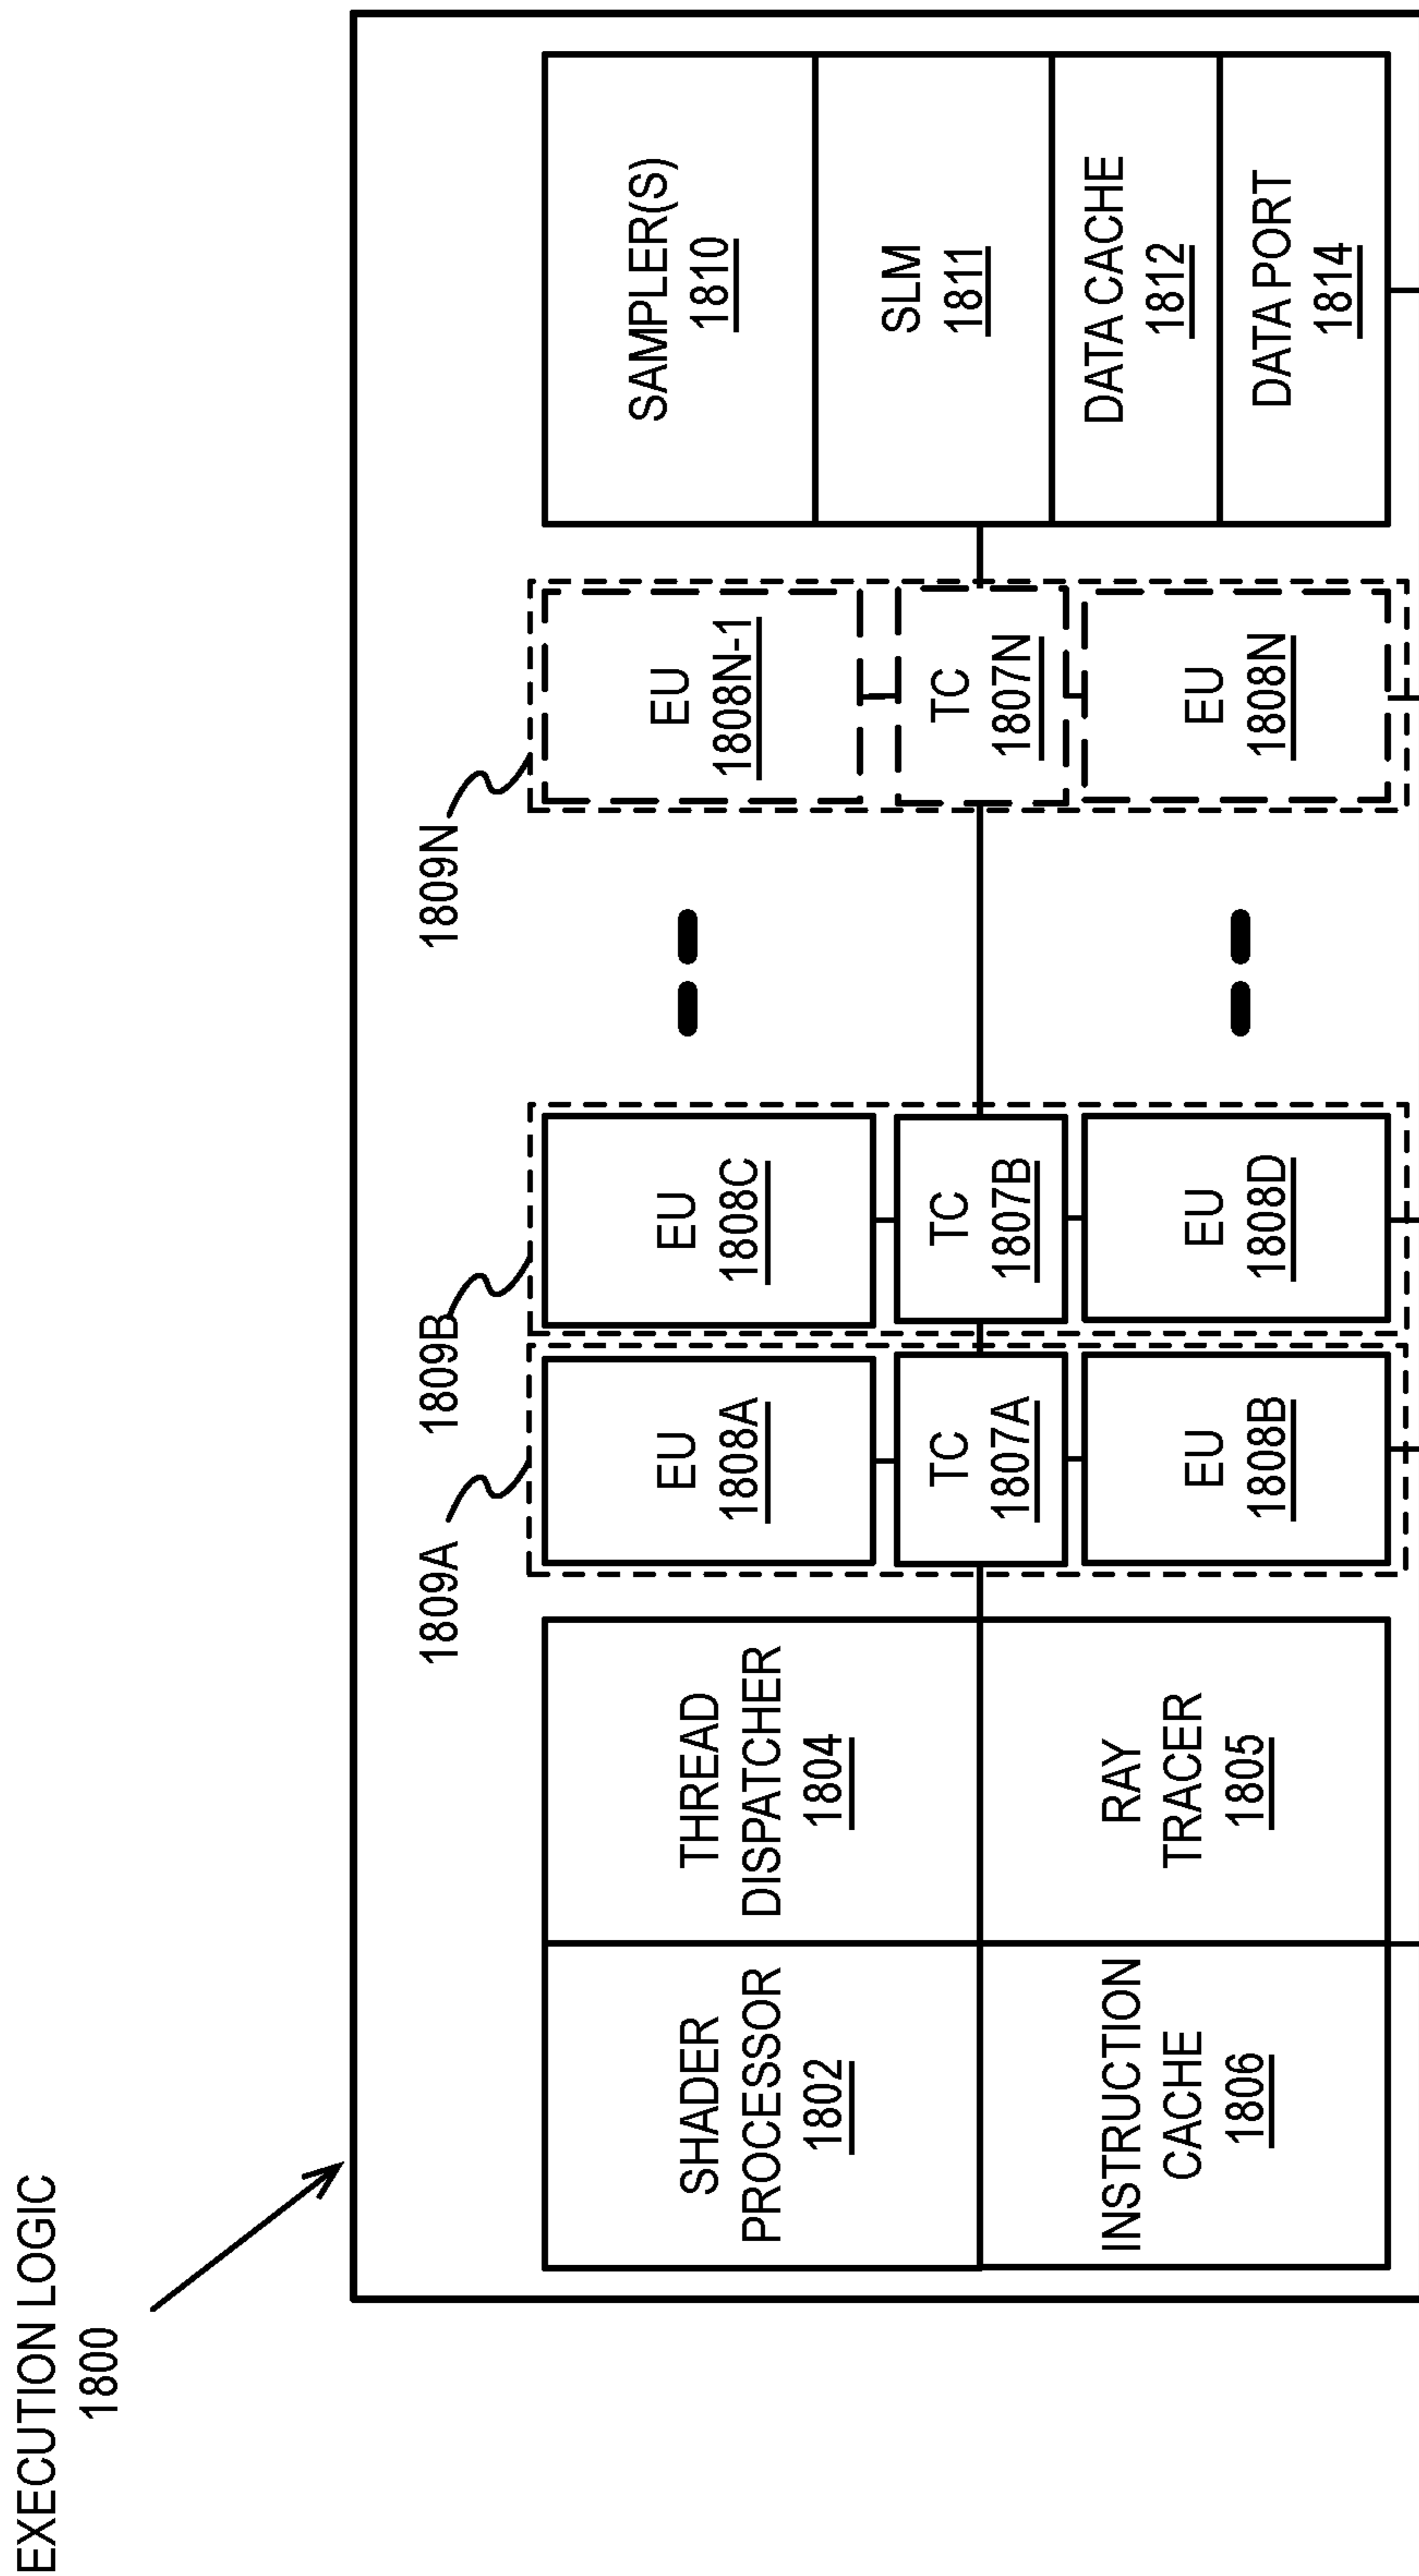 EXECUTION LOGIC
1800
1809A
1809B
1809N
SHADER
PROCESSOR
1802
THREAD
DISPATCHER
1804
INSTRUCTION
CACHE
1806
RAY
TRACER
1805
EU
1808A
TC
1807A
EU
1808B
EU
1808C
TC
1807B
EU
1808D
EU
1808N-1
TC
1807N
EU
1808N
SAMPLER(S)
1810
SLM
1811
DATA CACHE
1812
DATA PORT
1814